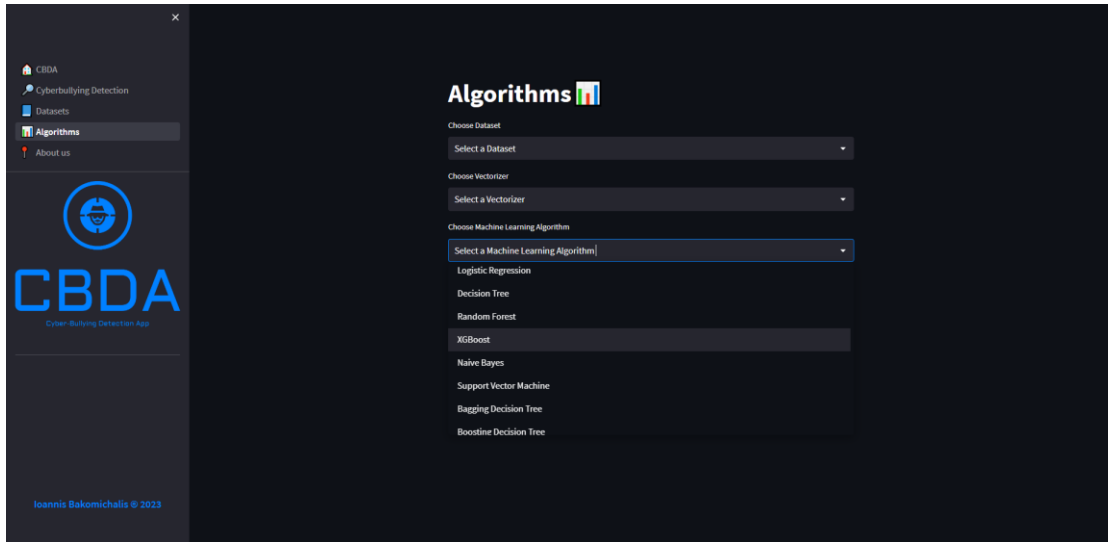 ×
CBDA
Cyberbullying Detection
Datasets
Algorithms
About us
CBDA
Cyber-Bullying Detection App
Ioannis Bakomichalis © 2023
Algorithms
Choose Dataset
Select a Dataset
Choose Vectorizer
Select a Vectorizer
Choose Machine Learning Algorithm
Select a Machine Learning Algorithm
Logistic Regression
Decision Tree
Random Forest
XGBoost
Naive Bayes
Support Vector Machine
Bagging Decision Tree
Boosting Decision Tree